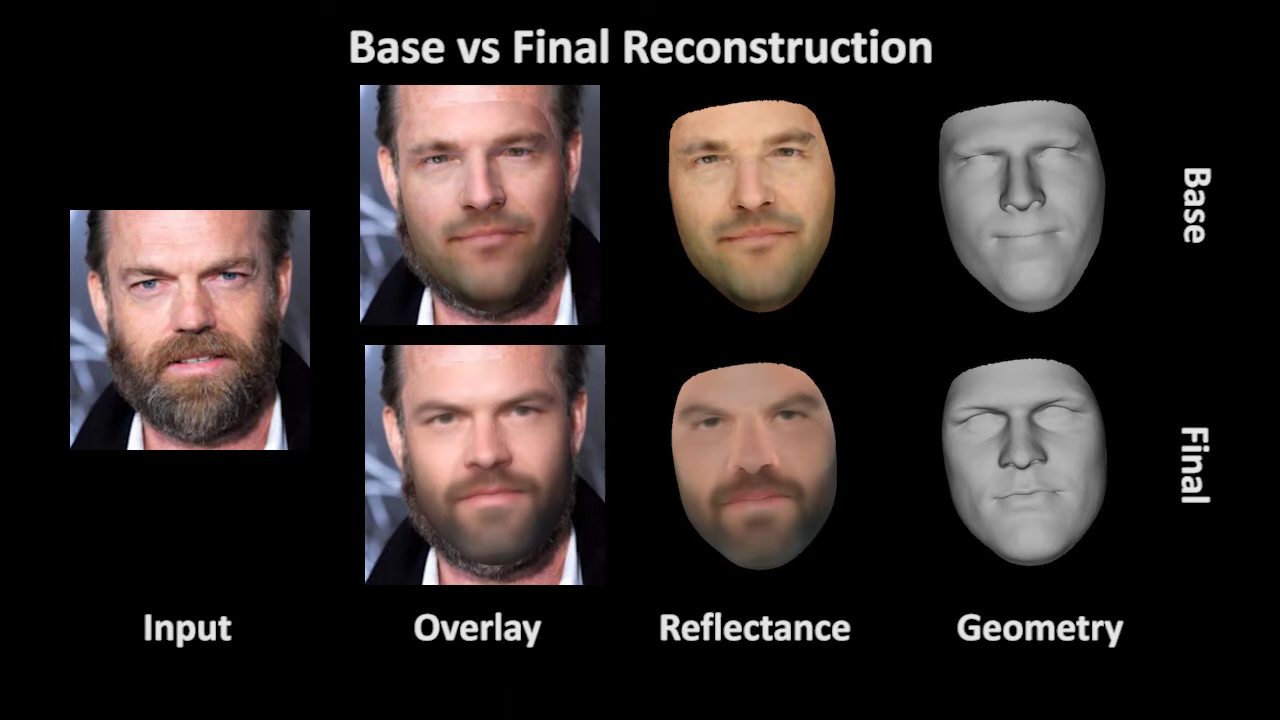 Base vs Final Reconstruction
Base
Final
Input
Overlay
Reflectance
Geometry